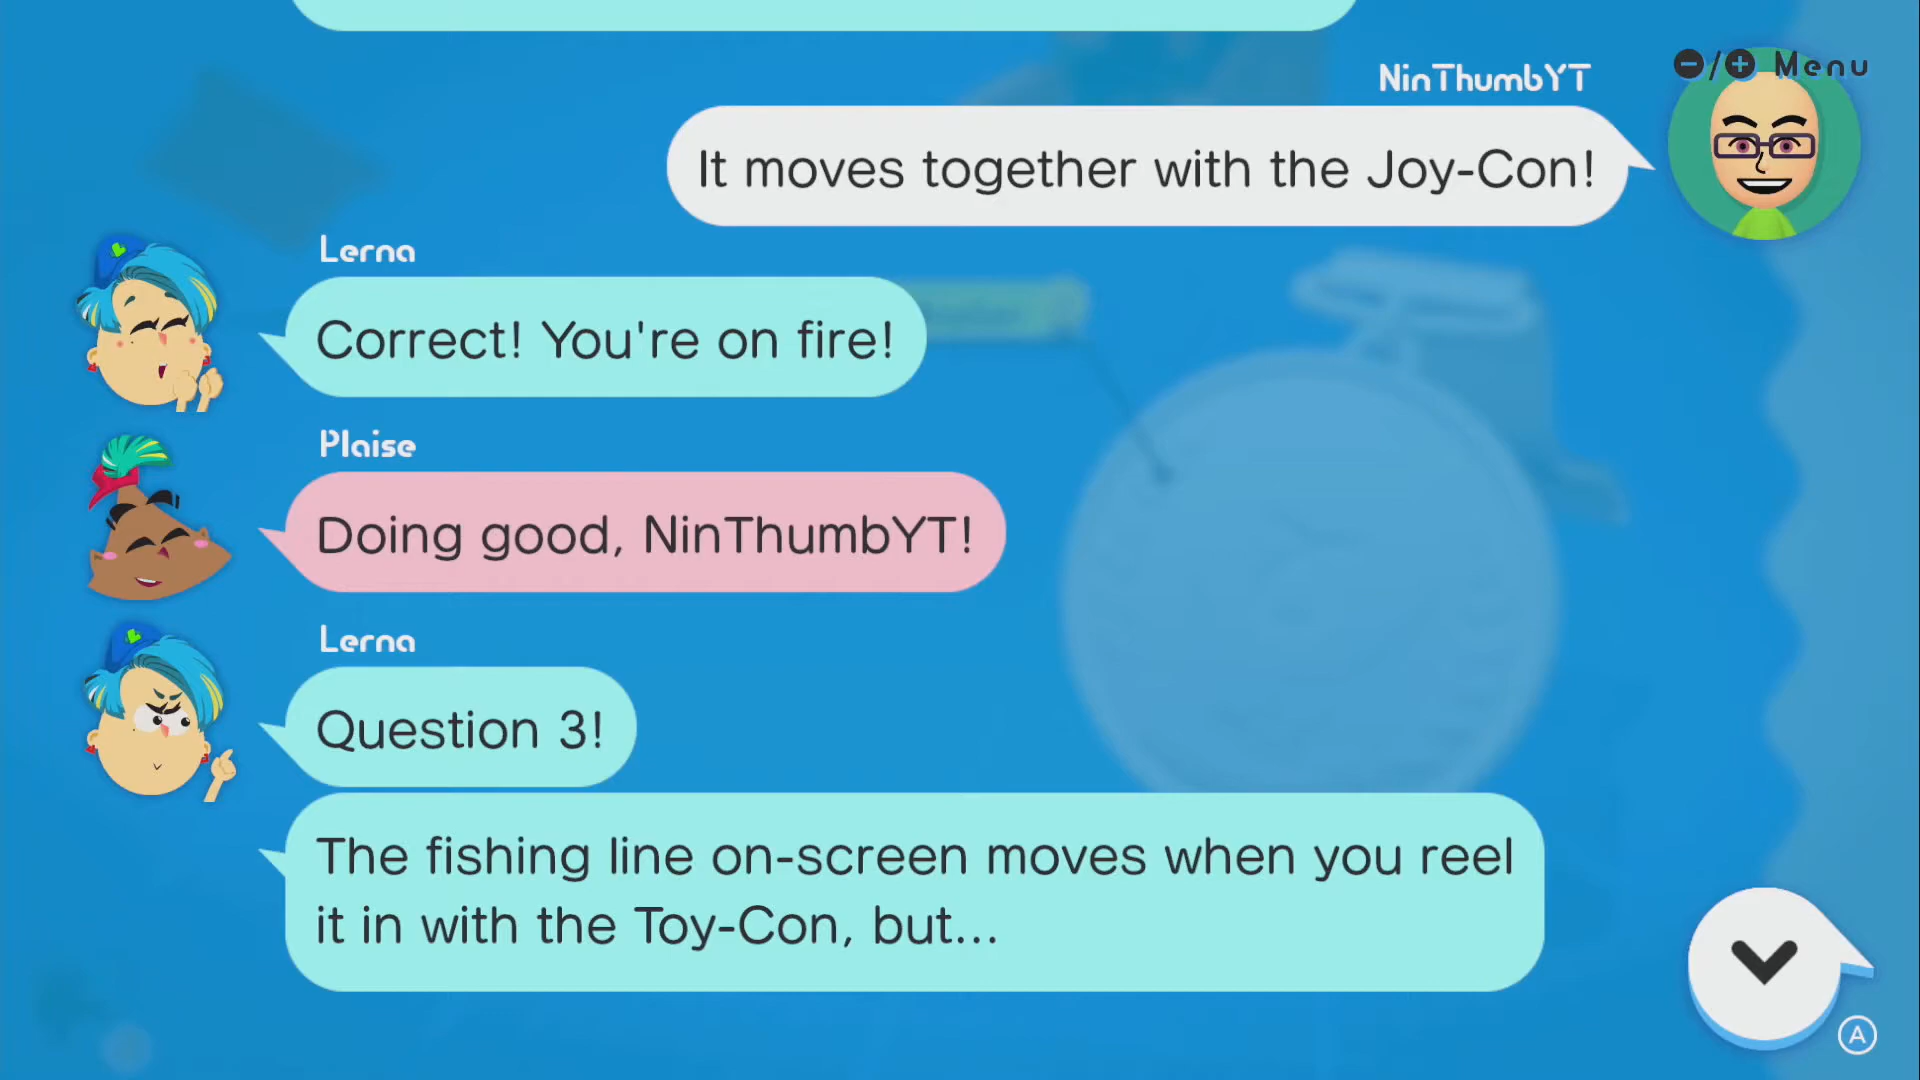 NinThumbYT
−/+ Menu
It moves together with the Joy-Con!
Lerna
Correct! You're on fire!
Plaise
Doing good, NinThumbYT!
Lerna
Question 3!
The fishing line on-screen moves when you reel
it in with the Toy-Con, but...
A